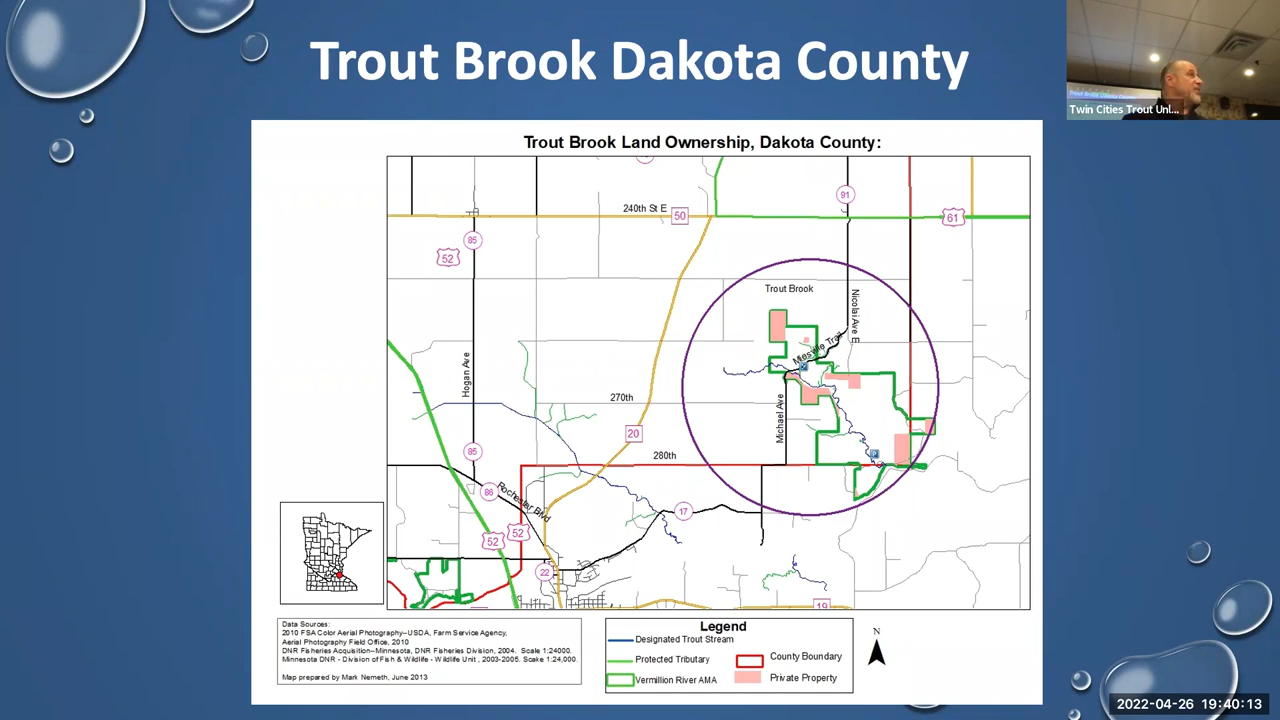 Trout Brook Dakota County
Twin Cities Trout Unl...
Trout Brook Land Ownership, Dakota County:
91
240th St E
50
61
85
52
Trout Brook
Nicolai Ave E
Miesville Trail
Hogan Ave
270th
Michael Ave
20
280th
85
86
Rochester Blvd
17
52
52
22
19
Data Sources:
2010 FSA Color Aerial Photography--USDA, Farm Service Agency,
Aerial Photography Field Office, 2010
DNR Fisheries Acquisition--Minnesota, DNR Fisheries Division, 2004. Scale 1:24000.
Minnesota DNR - Division of Fish & Wildlife - Wildlife Unit , 2003-2005. Scake 1:24,000.
Map prepared by Mark Nemeth, June 2013
Legend
Designated Trout Stream
Protected Tributary
County Boundary
Vermillion River AMA
Private Property
N
2022-04-26 19:40:13